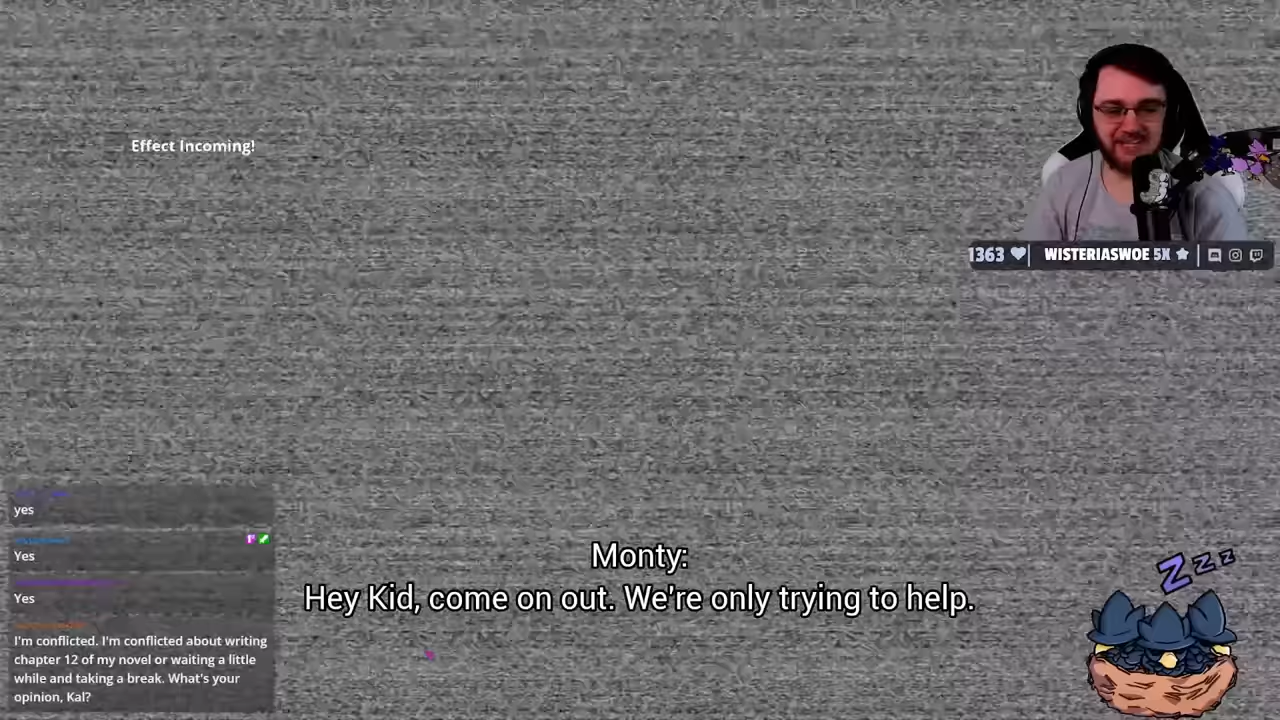 Effect Incoming!
1363
WISTERIASWOE 5X
yes
Yes
Yes
I'm conflicted. I'm conflicted about writing
chapter 12 of my novel or waiting a little
while and taking a break. What's your
opinion, Kal?
Monty:
Hey Kid, come on out. We're only trying to help.
Z Z Z